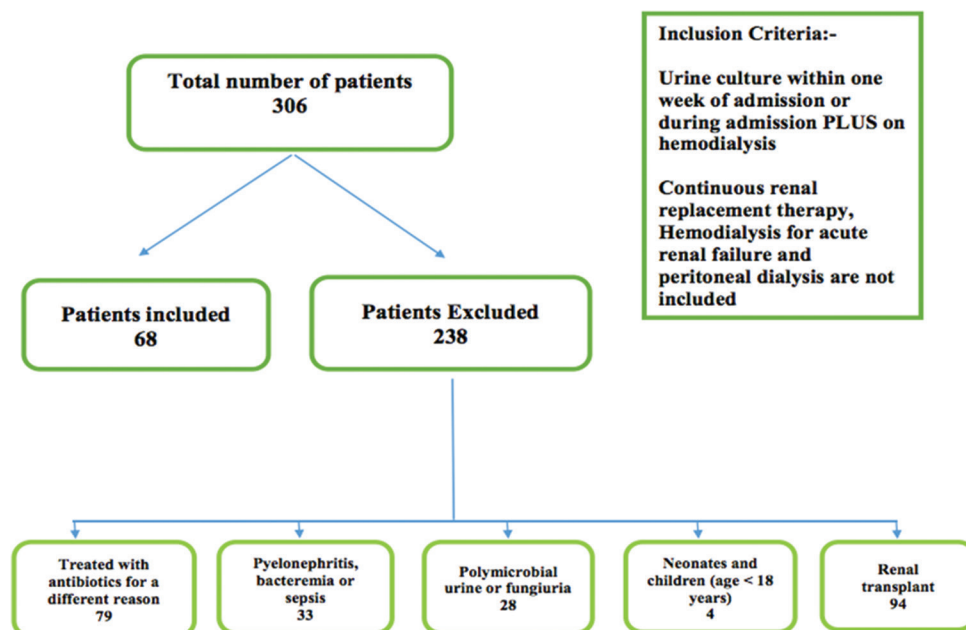 Total number of patients
306
Inclusion Criteria:-
Urine culture within one
week of admission or
during admission PLUS on
hemodialysis
Continuous renal
replacement therapy,
Hemodialysis for acute
renal failure and
peritoneal dialysis are not
included
Patients included
68
Patients Excluded
238
Treated with
antibiotics for a
different reason
79
Pyelonephritis,
bacteremia or
sepsis
33
Polymicrobial
urine or fungiuria
28
Neonates and
children (age < 18
years)
4
Renal
transplant
94